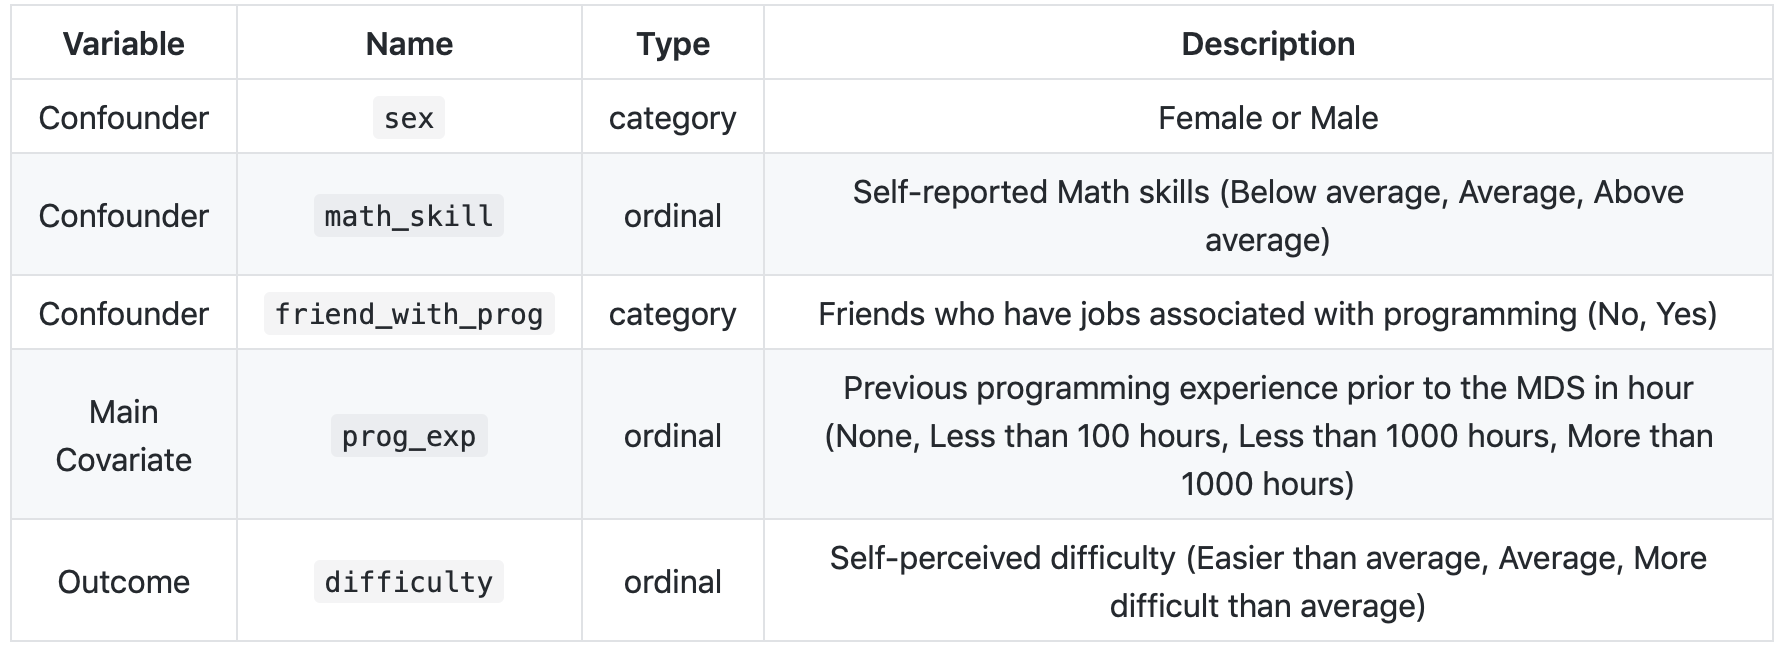 Variable Name Type Description
Confounder sex category Female or Male
Confounder math_skill ordinal Self-reported Math skills (Below average, Average, Above
average)
Confounder friend_with_prog category Friends who have jobs associated with programming (No, Yes)
Main
Covariate prog_exp ordinal Previous programming experience prior to the MDS in hour
(None, Less than 100 hours, Less than 1000 hours, More than
1000 hours)
Outcome difficulty ordinal Self-perceived difficulty (Easier than average, Average, More
difficult than average)